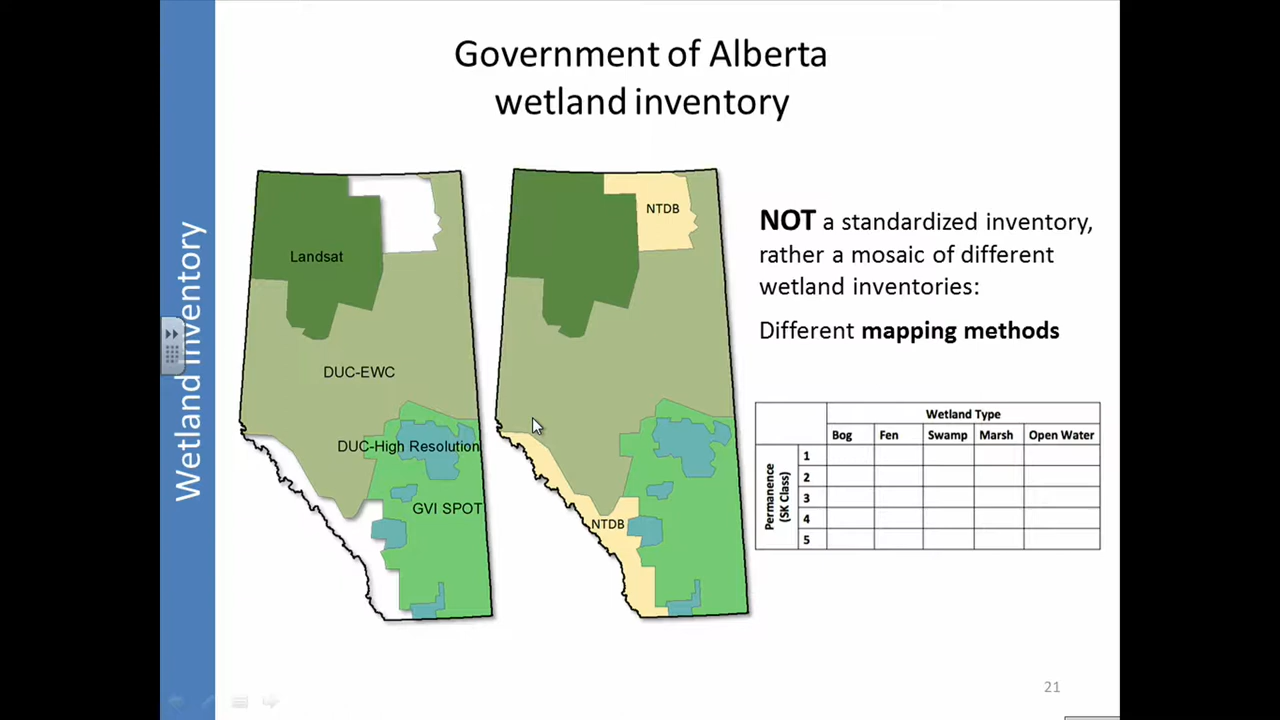 Government of Alberta
wetland inventory
Wetland inventory
Landsat
DUC-EWC
DUC-High Resolution
GVI SPOT
NTDB
NTDB
NOT a standardized inventory,
rather a mosaic of different
wetland inventories:
Different mapping methods
Wetland Type
Bog Fen Swamp Marsh Open Water
Permanence
(SK Class)
1
2
3
4
5
21